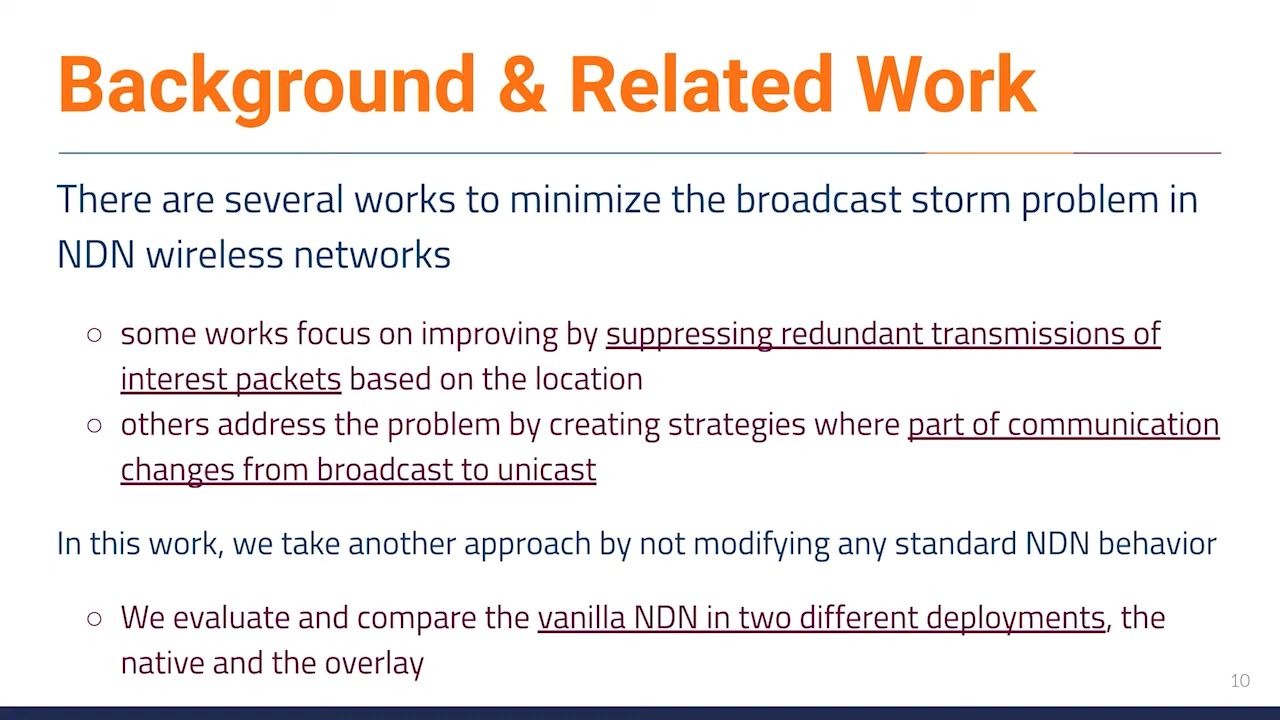 Background & Related Work
There are several works to minimize the broadcast storm problem in
NDN wireless networks
○ some works focus on improving by suppressing redundant transmissions of
interest packets based on the location
○ others address the problem by creating strategies where part of communication
changes from broadcast to unicast
In this work, we take another approach by not modifying any standard NDN behavior
○ We evaluate and compare the vanilla NDN in two different deployments, the
native and the overlay
10